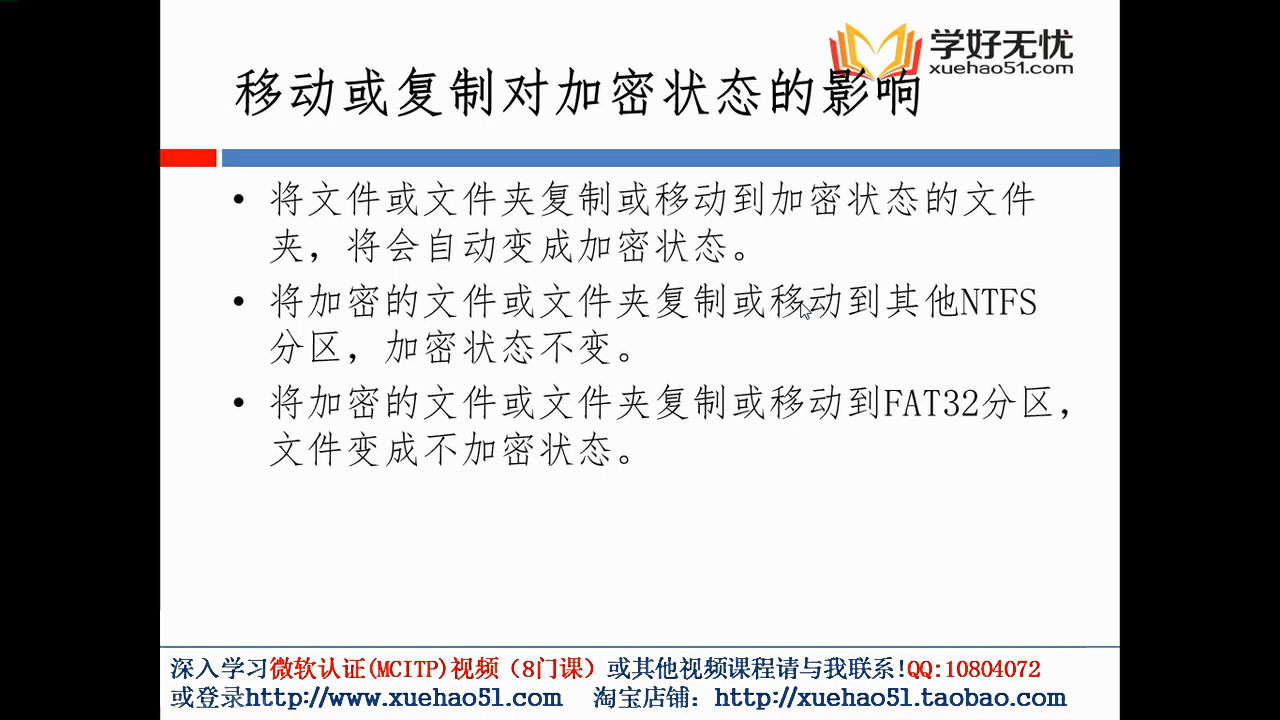 学好无忧
xuehao51.com
移动或复制对加密状态的影响
• 将文件或文件夹复制或移动到加密状态的文件
夹，将会自动变成加密状态。
• 将加密的文件或文件夹复制或移动到其他NTFS
分区，加密状态不变。
• 将加密的文件或文件夹复制或移动到FAT32分区，
文件变成不加密状态。
深入学习微软认证(MCITP)视频（8门课）或其他视频课程请与我联系!QQ:10804072
或登录http://www.xuehao51.com 淘宝店铺：http://xuehao51.taobao.com